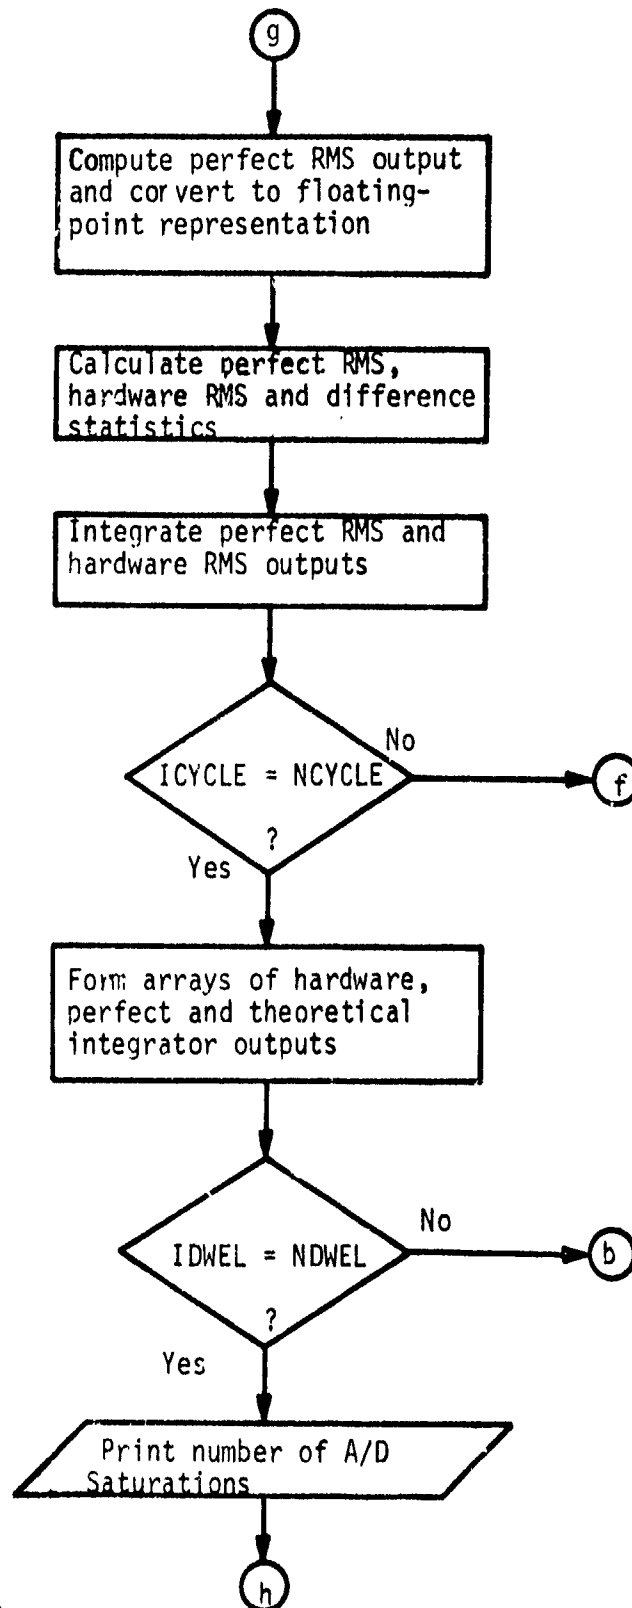 g
Compute perfect RMS output
and convert to floating-
point representation
Calculate perfect RMS,
hardware RMS and difference
statistics
Integrate perfect RMS and
hardware RMS outputs
No
ICYCLE = NCYCLE
f
?
Yes
Form arrays of hardware,
perfect and theoretical
integrator outputs
No
IDWEL = NDWEL
b
?
Yes
Print number of A/D
Saturations
h